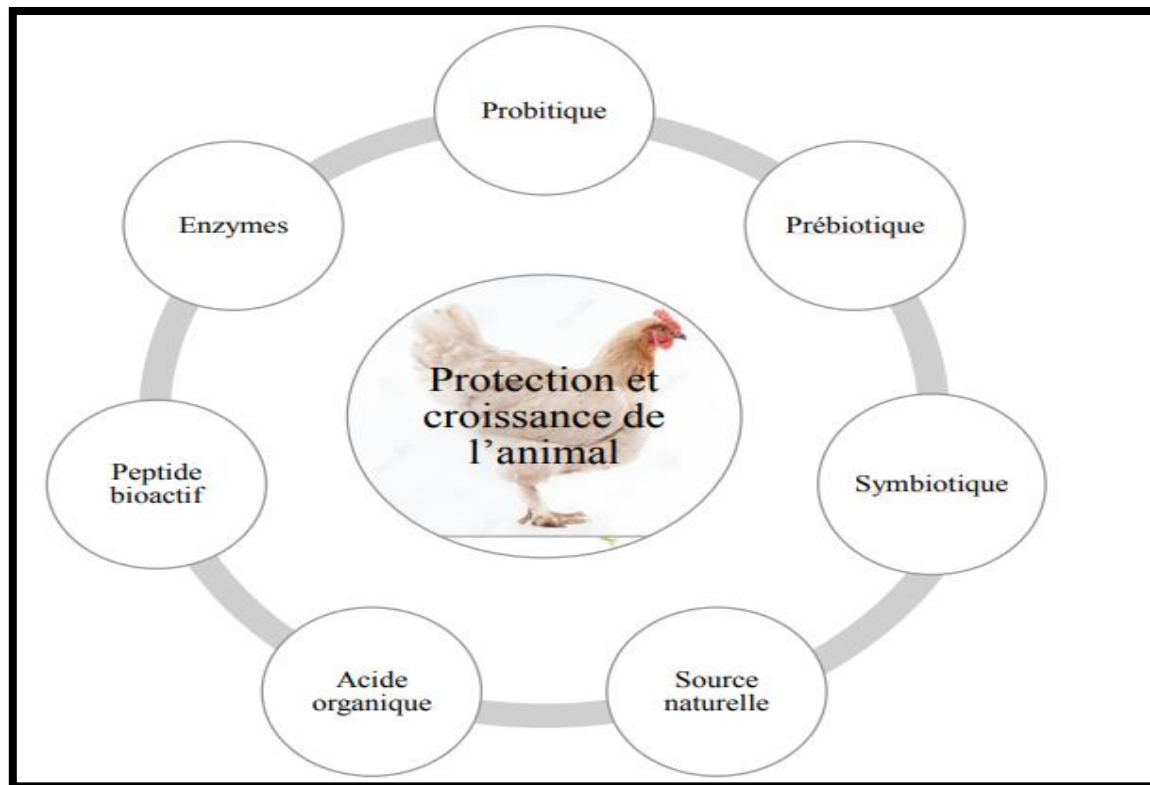 Probitique
Prébiotique
Symbiotique
Source
naturelle
Acide
organique
Peptide
bioactif
Enzymes
Protection et
croissance de
l’animal